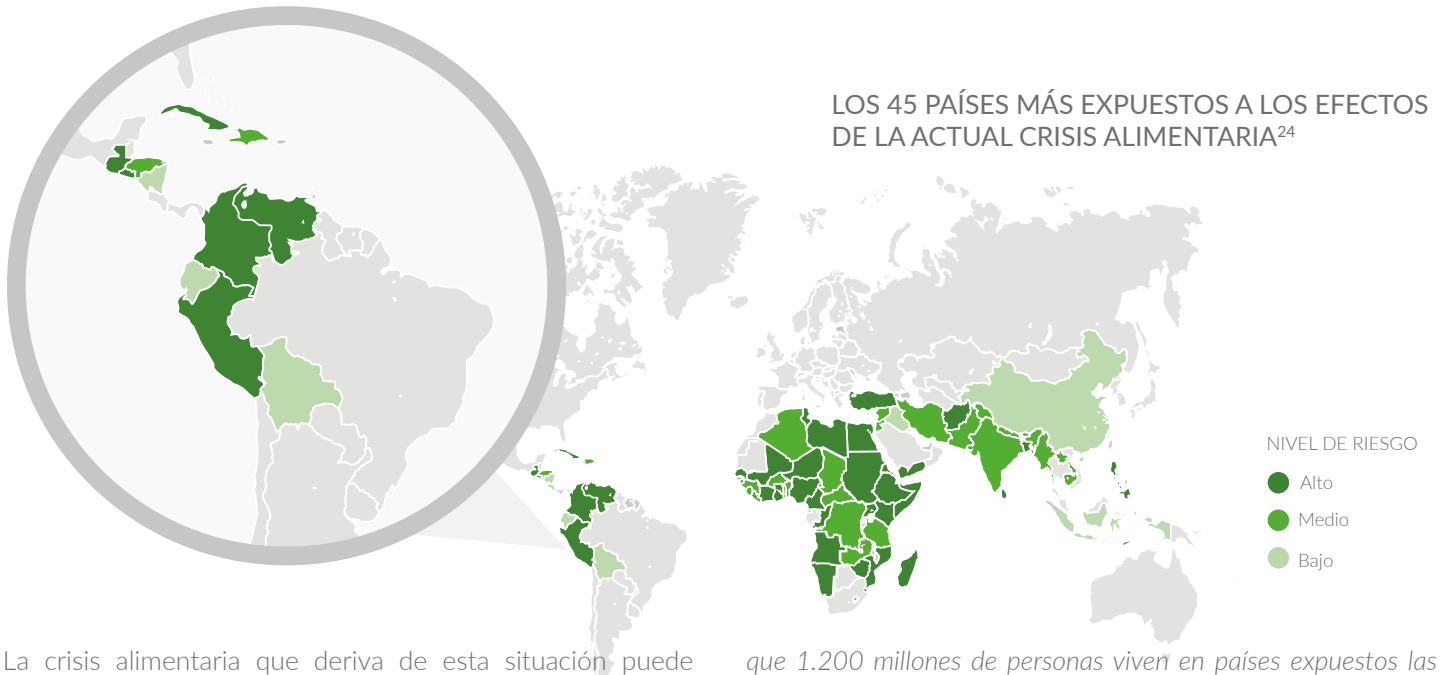 LOS 45 PAÍSES MÁS EXPUESTOS A LOS EFECTOS
DE LA ACTUAL CRISIS ALIMENTARIA24
NIVEL DE RIESGO
Alto
Medio
Bajo
La crisis alimentaria que deriva de esta situación puede
que 1.200 millones de personas viven en países expuestos las